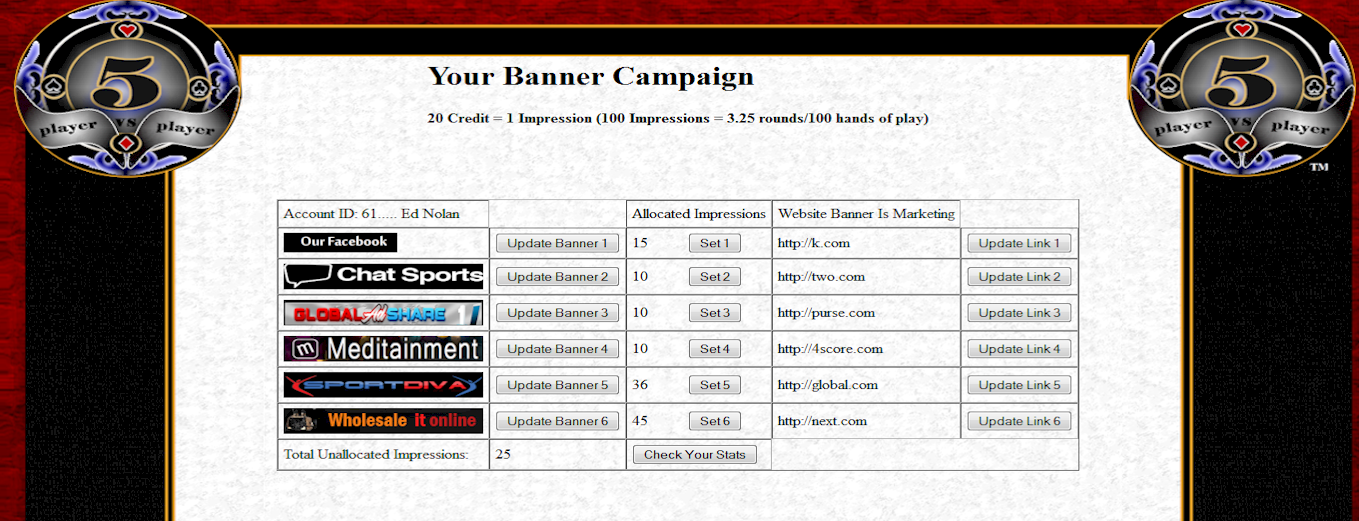 5
player vs player
5
player vs player
TM
Your Banner Campaign
20 Credit = 1 Impression (100 Impressions = 3.25 rounds/100 hands of play)
Account ID: 61..... Ed Nolan Allocated Impressions Website Banner Is Marketing
Our Facebook Update Banner 1 15 Set 1 http://k.com Update Link 1
Chat Sports Update Banner 2 10 Set 2 http://two.com Update Link 2
GLOBAL Ad SHARE 1 Update Banner 3 10 Set 3 http://purse.com Update Link 3
m Meditainment Update Banner 4 10 Set 4 http://4score.com Update Link 4
SPORTDIVA Update Banner 5 36 Set 5 http://global.com Update Link 5
Wholesale it online Update Banner 6 45 Set 6 http://next.com Update Link 6
Total Unallocated Impressions: 25 Check Your Stats